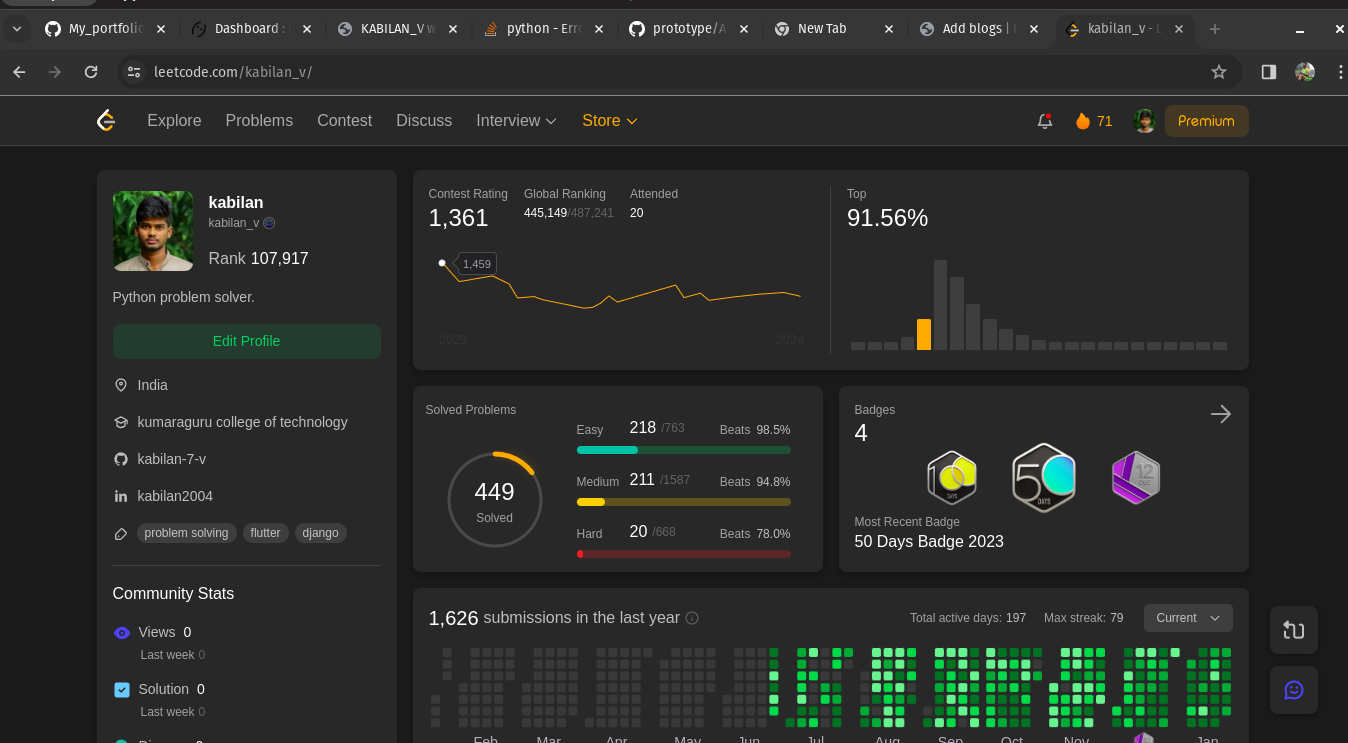 My_portfolio
Dashboard :
KABILAN_V w
python - Erro
prototype/A
New Tab
Add blogs |
kabilan_v - L
leetcode.com/kabilan_v/
Explore
Problems
Contest
Discuss
Interview
Store
71
Premium
kabilan
kabilan_v
Rank 107,917
Python problem solver.
Edit Profile
India
kumaraguru college of technology
kabilan-7-v
kabilan2004
problem solving
flutter
django
Community Stats
Views 0
Last week 0
Solution 0
Last week 0
Contest Rating
1,361
Global Ranking
445,149/487,241
Attended
20
1,459
2023
2024
Top
91.56%
Solved Problems
449
Solved
Easy 218 /763 Beats 98.5%
Medium 211 /1587 Beats 94.8%
Hard 20 /668 Beats 78.0%
Badges
4
100
DAYS
50
DAYS
12
DEC
Most Recent Badge
50 Days Badge 2023
1,626 submissions in the last year
Total active days: 197
Max streak: 79
Current
Feb
Mar
Apr
May
Jun
Jul
Aug
Sep
Oct
Nov
Jan